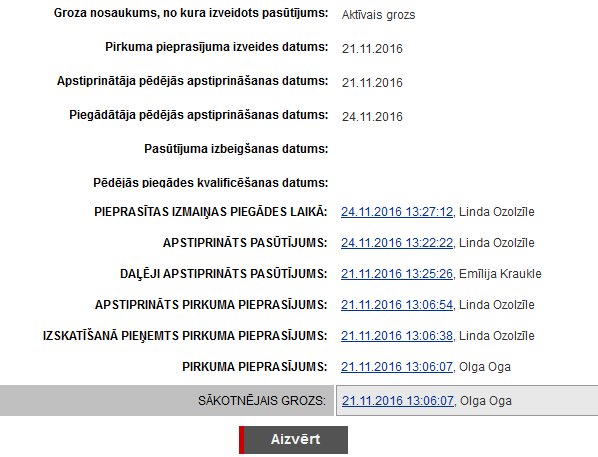 Groza nosaukums, no kura izveidots pasūtījums: Aktīvais grozs
Pirkuma pieprasījuma izveides datums: 21.11.2016
Apstiprinātāja pēdējās apstiprināšanas datums: 21.11.2016
Piegādātāja pēdējās apstiprināšanas datums: 24.11.2016
Pasūtījuma izbeigšanas datums:
Pēdējās piegādes kvalificēšanas datums:
PIEPRASĪTAS IZMAIŅAS PIEGĀDES LAIKĀ: 24.11.2016 13:27:12, Linda Ozolzīle
APSTIPRINĀTS PASŪTĪJUMS: 24.11.2016 13:22:22, Linda Ozolzīle
DAĻĒJI APSTIPRINĀTS PASŪTĪJUMS: 21.11.2016 13:25:26, Emīlija Kraukle
APSTIPRINĀTS PIRKUMA PIEPRASĪJUMS: 21.11.2016 13:06:54, Linda Ozolzīle
IZSKATĪŠANĀ PIEŅEMTS PIRKUMA PIEPRASĪJUMS: 21.11.2016 13:06:38, Linda Ozolzīle
PIRKUMA PIEPRASĪJUMS: 21.11.2016 13:06:07, Olga Oga
SĀKOTNĒJAIS GROZS: 21.11.2016 13:06:07, Olga Oga
Aizvērt